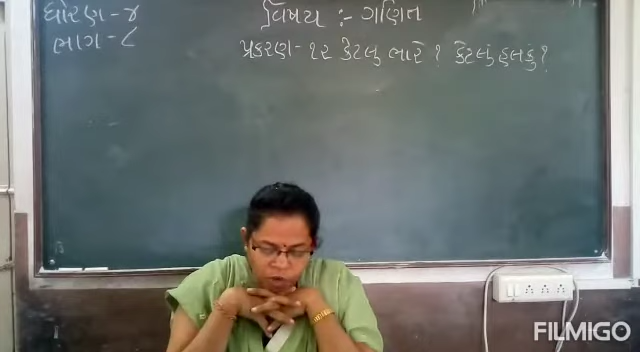 ધોરણ-૪
ભાગ-૮
વિષય :- ગણિત
પ્રકરણ-૧૨ કેટલું ભારે ? કેટલું હલકું ?
FILMIGO